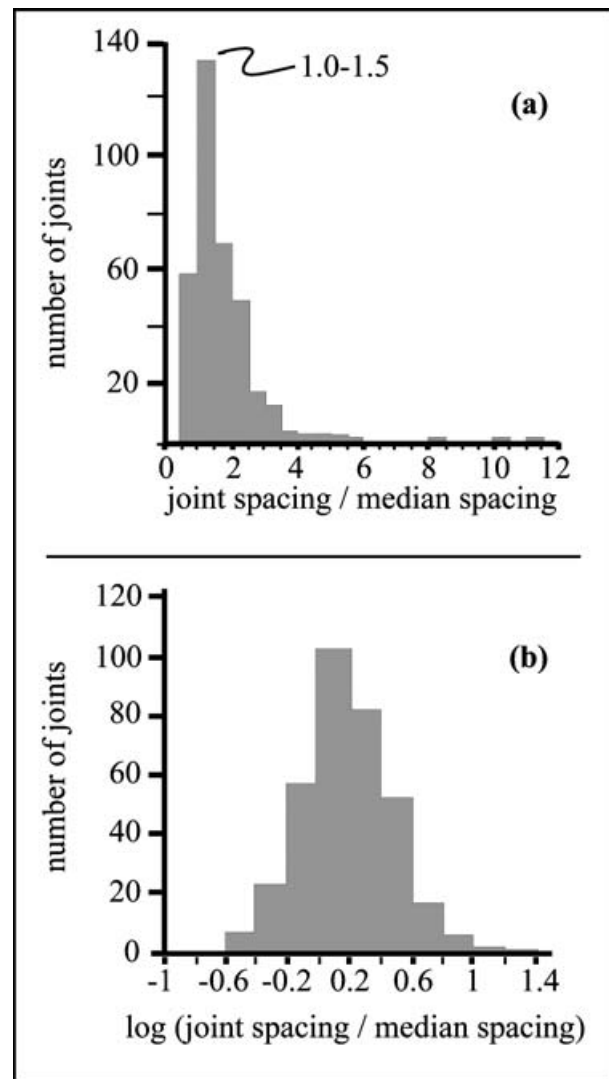 140
1.0-1.5
(a)
100
60
20
number of joints
0 2 4 6 8 10 12
joint spacing / median spacing
120
(b)
100
80
60
40
20
0
number of joints
-1 -0.6 -0.2 0.2 0.6 1 1.4
log (joint spacing / median spacing)